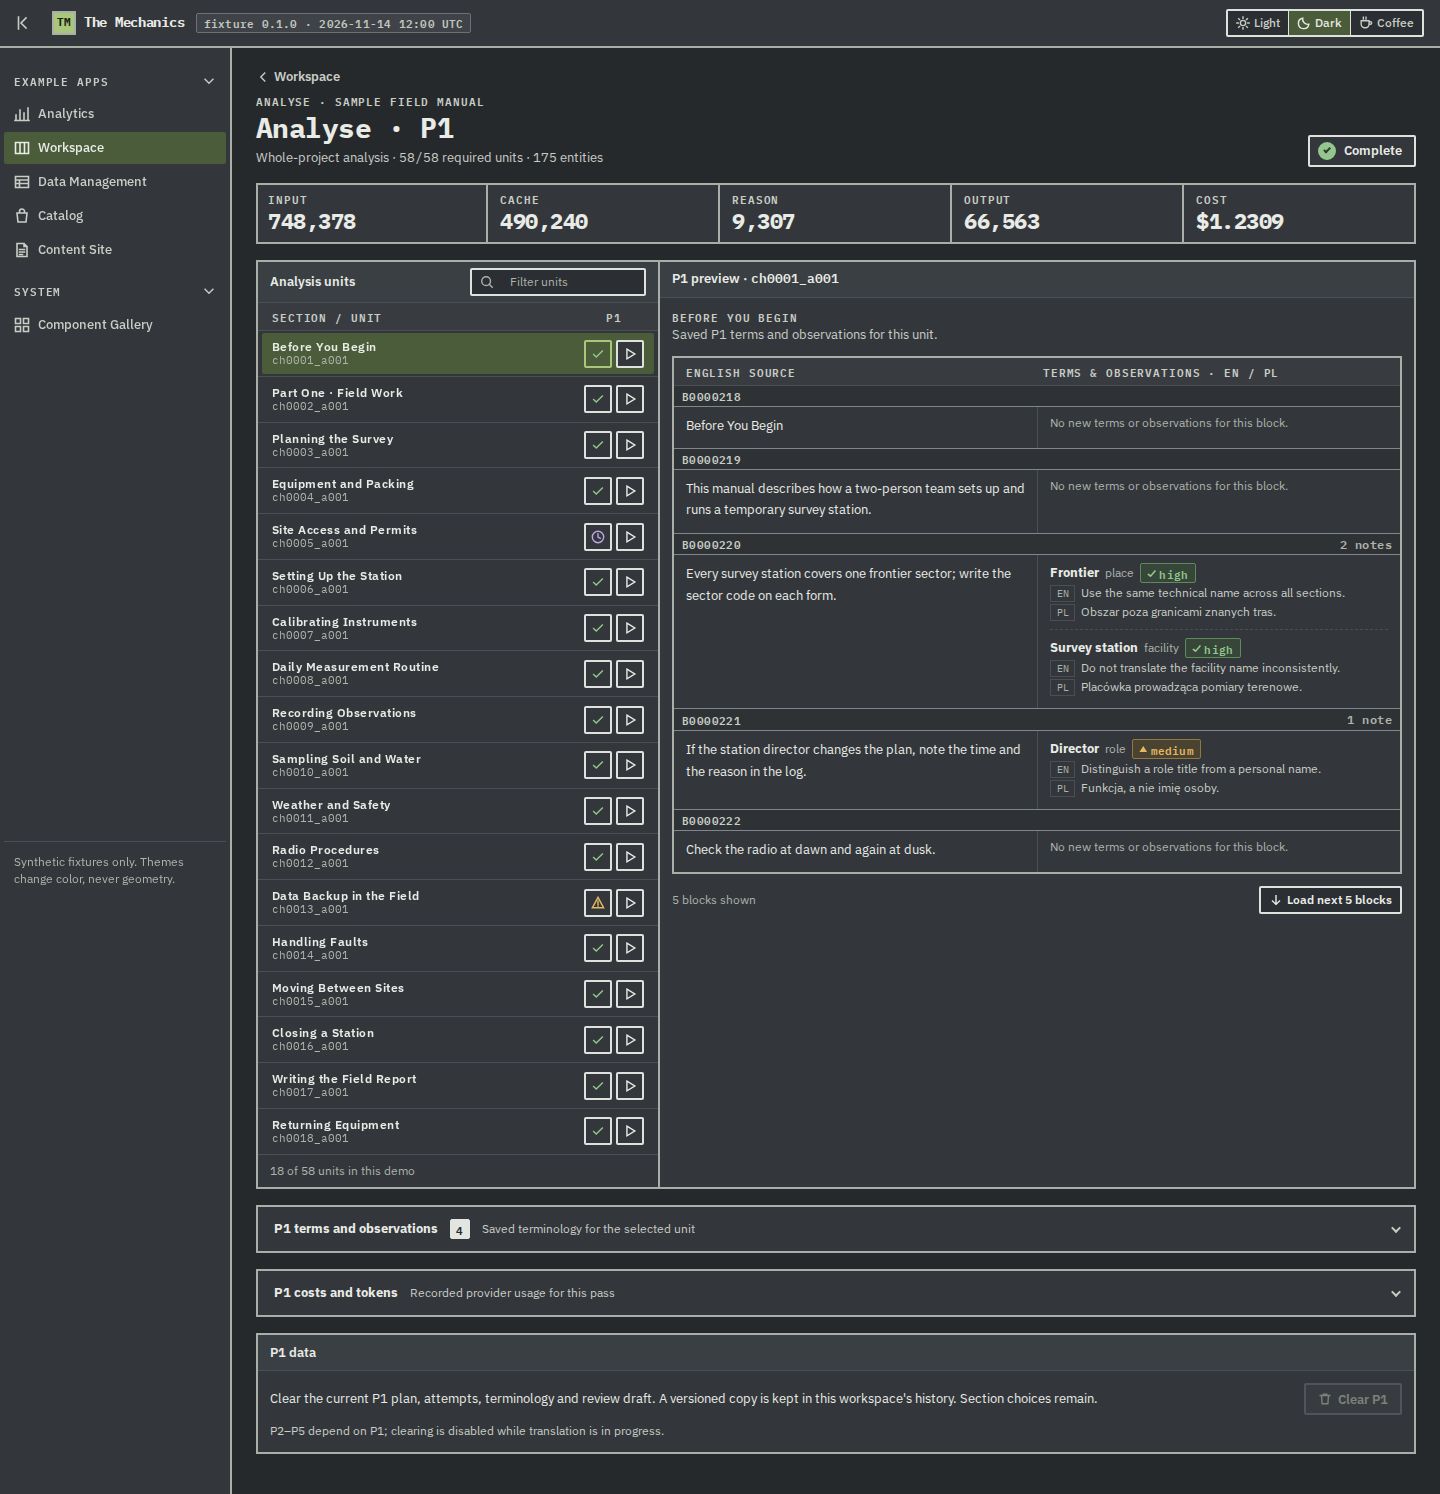 TM The Mechanics fixture 0.1.0 · 2026-11-14 12:00 UTC
Light Dark Coffee
EXAMPLE APPS
Analytics
Workspace
Data Management
Catalog
Content Site
SYSTEM
Component Gallery
Synthetic fixtures only. Themes
change color, never geometry.
Workspace
ANALYSE · SAMPLE FIELD MANUAL
Analyse · P1
Whole-project analysis · 58/58 required units · 175 entities
Complete
INPUT
748,378
CACHE
490,240
REASON
9,307
OUTPUT
66,563
COST
$1.2309
Analysis units
Filter units
SECTION / UNIT P1
Before You Begin
ch0001_a001
Part One · Field Work
ch0002_a001
Planning the Survey
ch0003_a001
Equipment and Packing
ch0004_a001
Site Access and Permits
ch0005_a001
Setting Up the Station
ch0006_a001
Calibrating Instruments
ch0007_a001
Daily Measurement Routine
ch0008_a001
Recording Observations
ch0009_a001
Sampling Soil and Water
ch0010_a001
Weather and Safety
ch0011_a001
Radio Procedures
ch0012_a001
Data Backup in the Field
ch0013_a001
Handling Faults
ch0014_a001
Moving Between Sites
ch0015_a001
Closing a Station
ch0016_a001
Writing the Field Report
ch0017_a001
Returning Equipment
ch0018_a001
18 of 58 units in this demo
P1 preview · ch0001_a001
BEFORE YOU BEGIN
Saved P1 terms and observations for this unit.
ENGLISH SOURCE TERMS & OBSERVATIONS · EN / PL
B0000218
Before You Begin
No new terms or observations for this block.
B0000219
This manual describes how a two-person team sets up and
runs a temporary survey station.
No new terms or observations for this block.
B0000220 2 notes
Every survey station covers one frontier sector; write the
sector code on each form.
Frontier place high
EN Use the same technical name across all sections.
PL Obszar poza granicami znanych tras.
Survey station facility high
EN Do not translate the facility name inconsistently.
PL Placówka prowadząca pomiary terenowe.
B0000221 1 note
If the station director changes the plan, note the time and
the reason in the log.
Director role medium
EN Distinguish a role title from a personal name.
PL Funkcja, a nie imię osoby.
B0000222
Check the radio at dawn and again at dusk.
No new terms or observations for this block.
5 blocks shown
Load next 5 blocks
P1 terms and observations 4 Saved terminology for the selected unit
P1 costs and tokens Recorded provider usage for this pass
P1 data
Clear the current P1 plan, attempts, terminology and review draft. A versioned copy is kept in this workspace's history. Section choices remain.
Clear P1
P2–P5 depend on P1; clearing is disabled while translation is in progress.